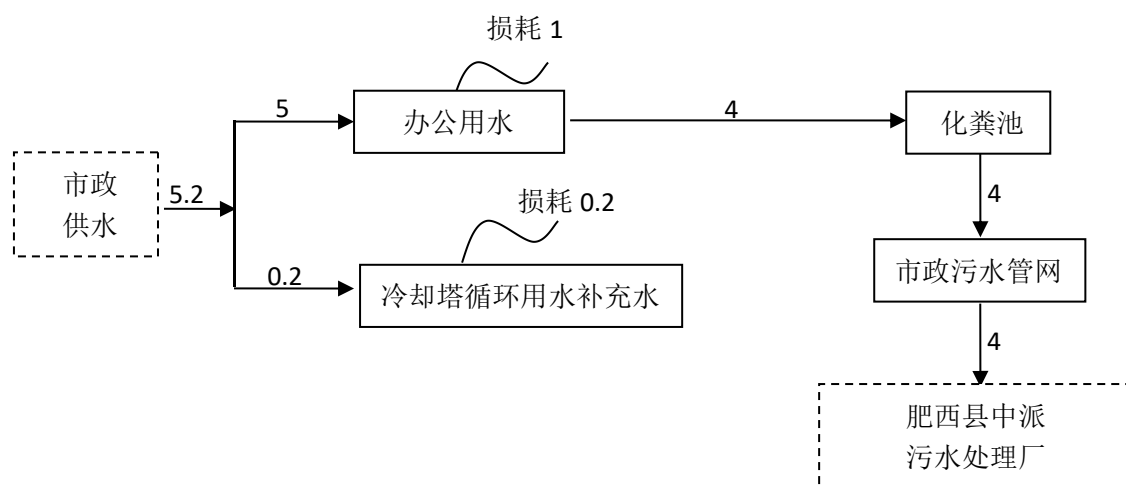 损耗 1
5
办公用水
4
化粪池
市政
供水
5.2
4
损耗 0.2
0.2
冷却塔循环用水补充水
市政污水管网
4
肥西县中派
污水处理厂